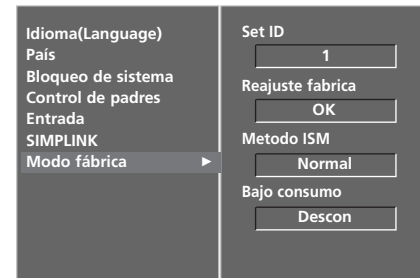 Idioma(Language)
País
Bloqueo de sistema
Control de padres
Entrada
SIMPLINK
Modo fábrica ►
Set ID
1
Reajuste fabrica
OK
Metodo ISM
Normal
Bajo consumo
Descon